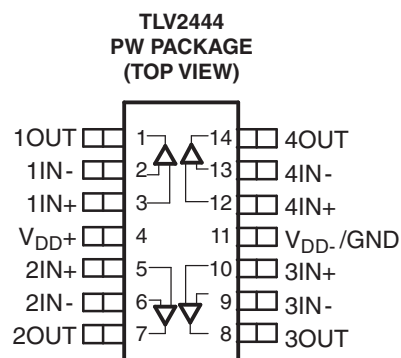 TLV2444
PW PACKAGE
(TOP VIEW)
1OUT 1 14 4OUT
1IN- 2 13 4IN-
1IN+ 3 12 4IN+
VDD+ 4 11 VDD-/GND
2IN+ 5 10 3IN+
2IN- 6 9 3IN-
2OUT 7 8 3OUT